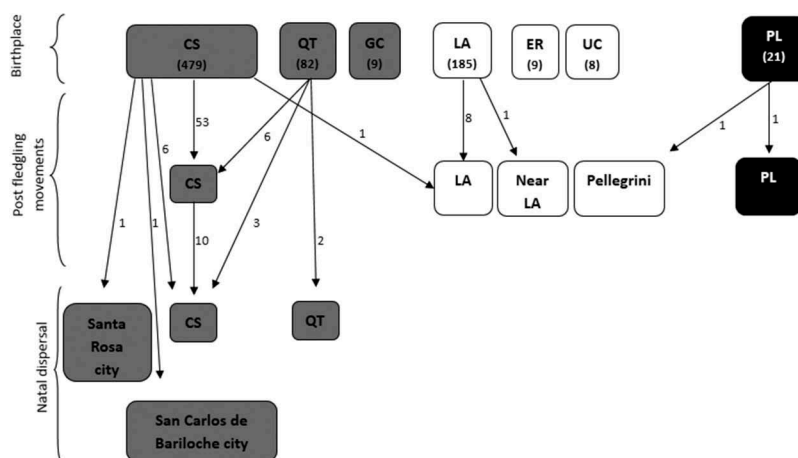 Birthplace
CS
(479)
QT
(82)
GC
(9)
LA
(185)
ER
(9)
UC
(8)
PL
(21)
Post fledgling
movements
53
6
6
1
8
1
1
1
CS
LA
Near
LA
Pellegrini
PL
1
1
10
3
2
Natal dispersal
Santa
Rosa
city
CS
QT
San Carlos de
Bariloche city